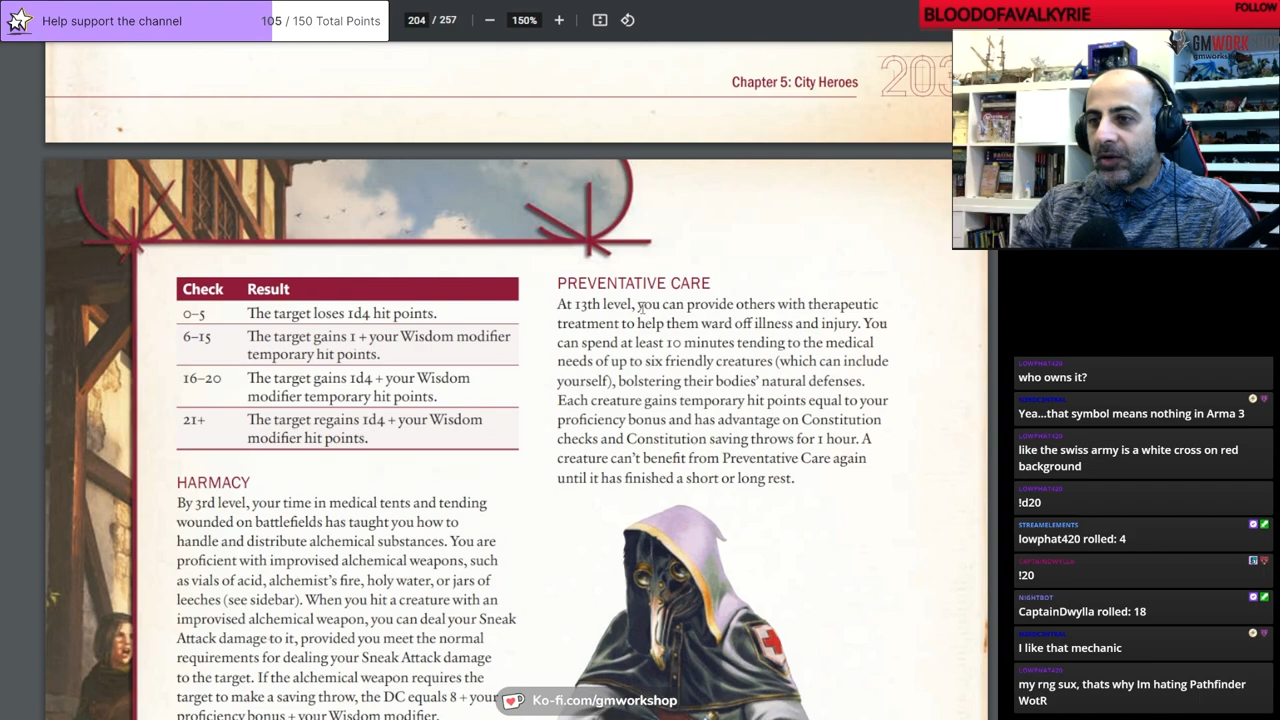 Help support the channel
105 / 150 Total Points
204 / 257
150%
BLOODOFAVALKYRIE
FOLLOW
GMWORKSHOP
Chapter 5: City Heroes
203
Check Result
0–5 The target loses 1d4 hit points.
6–15 The target gains 1 + your Wisdom modifier
temporary hit points.
16–20 The target gains 1d4 + your Wisdom
modifier temporary hit points.
21+ The target regains 1d4 + your Wisdom
modifier hit points.
HARMACY
By 3rd level, your time in medical tents and tending
wounded on battlefields has taught you how to
handle and distribute alchemical substances. You are
proficient with improvised alchemical weapons, such
as vials of acid, alchemist's fire, holy water, or jars of
leeches (see sidebar). When you hit a creature with an
improvised alchemical weapon, you can deal your Sneak
Attack damage to it, provided you meet the normal
requirements for dealing your Sneak Attack damage
to the target. If the alchemical weapon requires the
target to make a saving throw, the DC equals 8 + your
proficiency bonus + your Wisdom modifier.
PREVENTATIVE CARE
At 13th level, you can provide others with therapeutic
treatment to help them ward off illness and injury. You
can spend at least 10 minutes tending to the medical
needs of up to six friendly creatures (which can include
yourself), bolstering their bodies' natural defenses.
Each creature gains temporary hit points equal to your
proficiency bonus and has advantage on Constitution
checks and Constitution saving throws for 1 hour. A
creature can't benefit from Preventative Care again
until it has finished a short or long rest.
Ko-fi.com/gmworkshop
LOWPHAT420
who owns it?
Yea...that symbol means nothing in Arma 3
LOWPHAT420
like the swiss army is a white cross on red
background
LOWPHAT420
!d20
STREAMELEMENTS
lowphat420 rolled: 4
CAPTAINDWYLLA
!20
NIGHTBOT
CaptainDwylla rolled: 18
I like that mechanic
LOWPHAT420
my rng sux, thats why Im hating Pathfinder
WotR